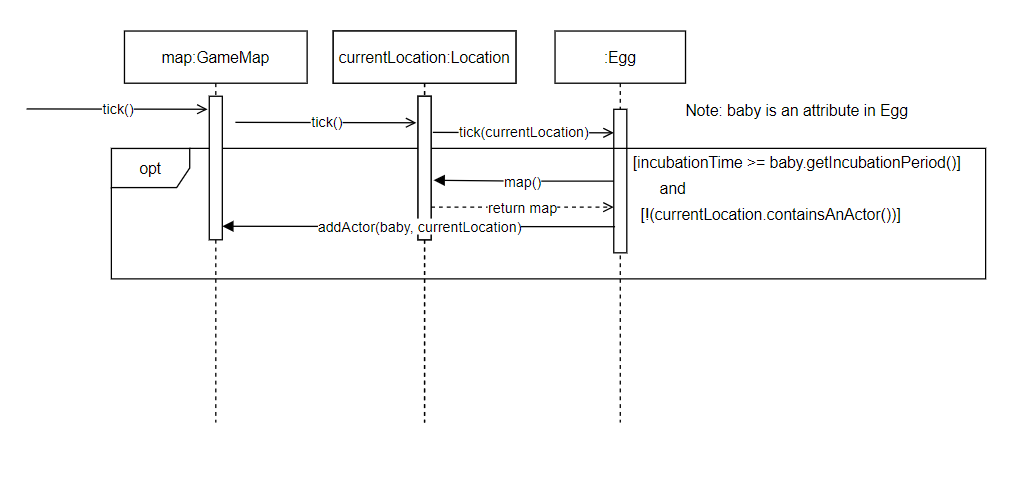 map:GameMap
currentLocation:Location
:Egg
tick()
Note: baby is an attribute in Egg
tick()
tick(currentLocation)
opt
[incubationTime >= baby.getIncubationPeriod()]
map()
and
return map
[!(currentLocation.containsAnActor())]
addActor(baby, currentLocation)